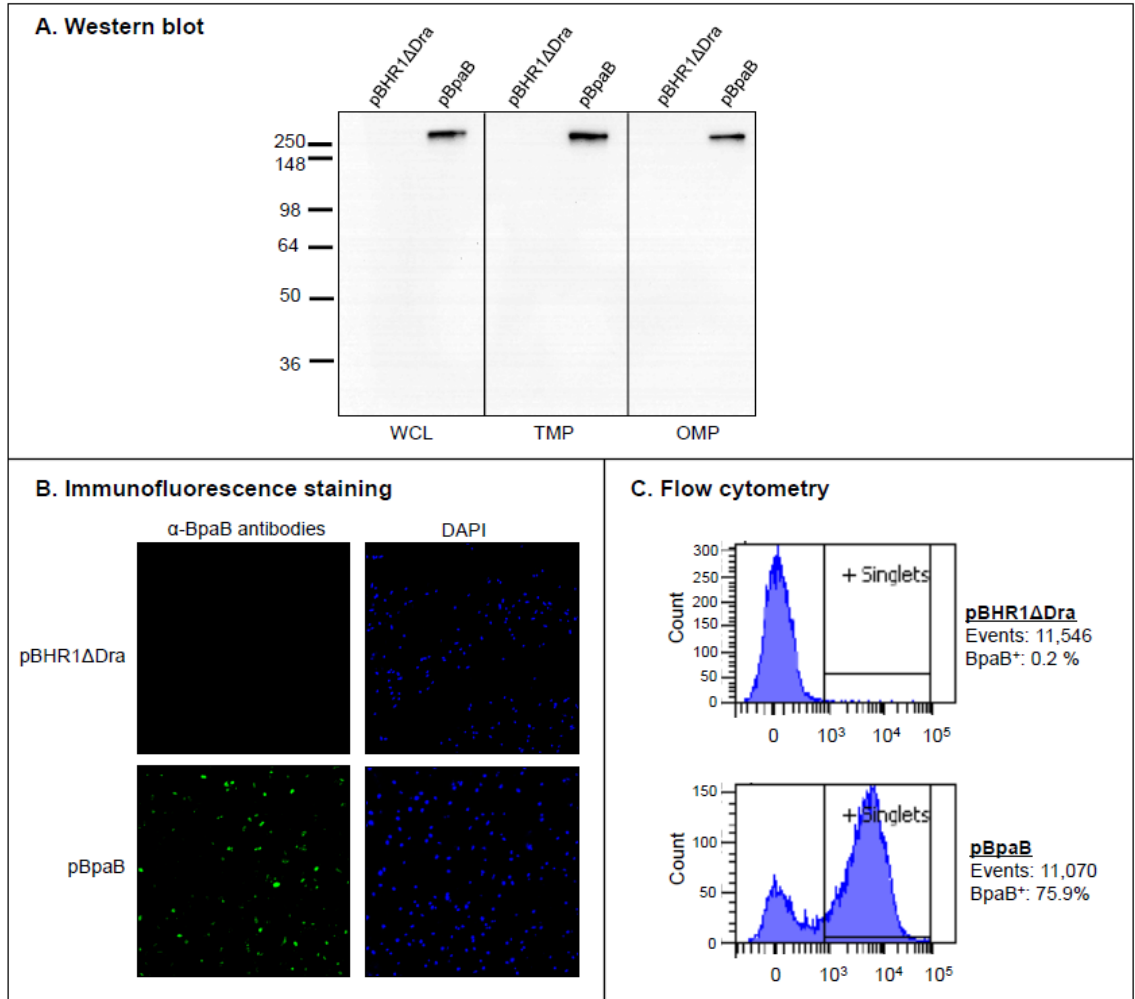 A. Western blot
pBHR1ΔDra
pBpaB
pBHR1ΔDra
pBpaB
pBHR1ΔDra
pBpaB
250
148
98
64
50
36
WCL
TMP
OMP
B. Immunofluorescence staining
α-BpaB antibodies
DAPI
pBHR1ΔDra
pBpaB
C. Flow cytometry
300
250
200
150
100
50
0
Count
+ Singlets
0
10³
10⁴
10⁵
pBHR1ΔDra
Events: 11,546
BpaB⁺: 0.2 %
150
100
50
0
Count
+ Singlets
0
10³
10⁴
10⁵
pBpaB
Events: 11,070
BpaB⁺: 75.9%